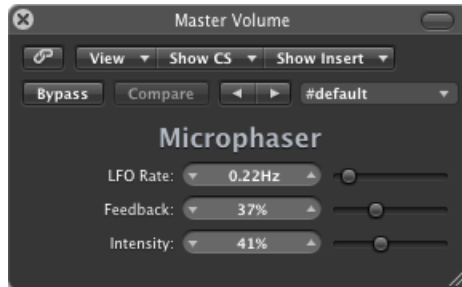 Master Volume
View Show CS Show Insert
Bypass Compare #default
Microphaser
LFO Rate: 0.22Hz
Feedback: 37%
Intensity: 41%